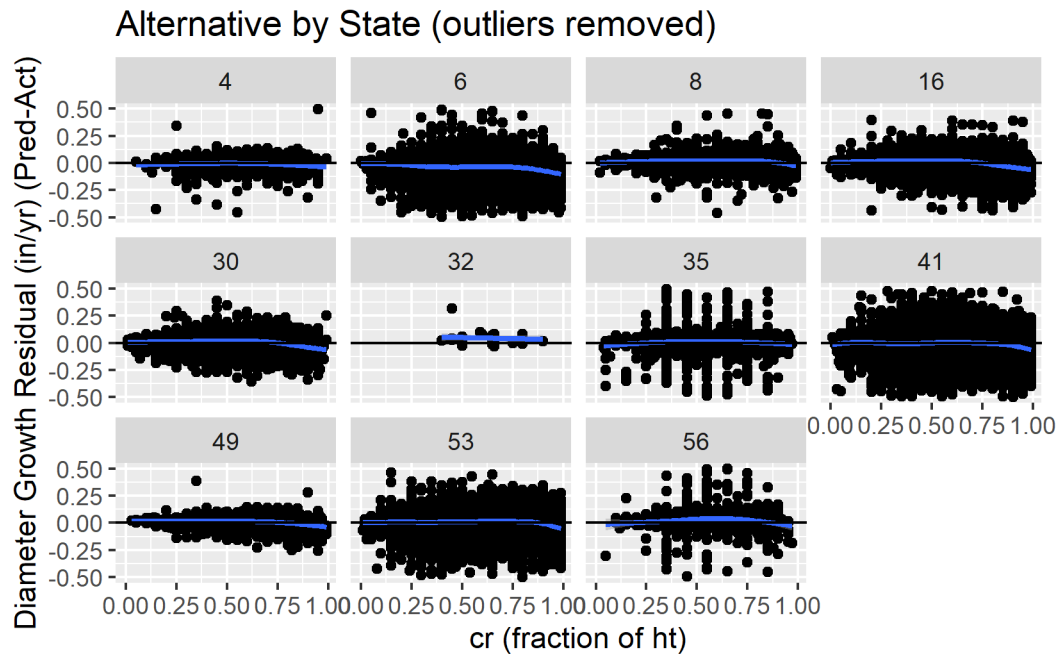 Alternative by State (outliers removed)
Diameter Growth Residual (in/yr) (Pred-Act)
4 6 8 16
0.50
0.25
0.00
-0.25
-0.50
30 32 35 41
0.50
0.25
0.00
-0.25
-0.50
0.00 0.25 0.50 0.75 1.00
49 53 56
0.50
0.25
0.00
-0.25
-0.50
0.00 0.25 0.50 0.75 1.00 0.00 0.25 0.50 0.75 1.00 0.00 0.25 0.50 0.75 1.00
cr (fraction of ht)